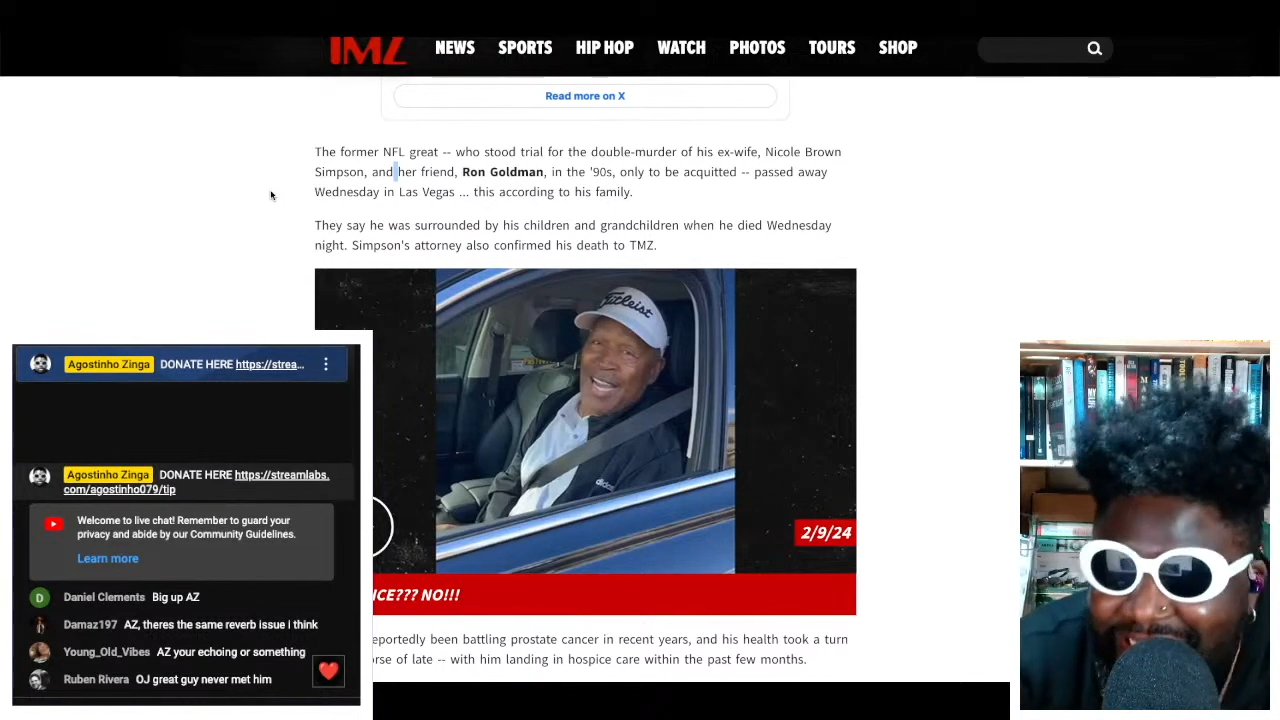 TMZ
NEWS SPORTS HIP HOP WATCH PHOTOS TOURS SHOP
Read more on X
The former NFL great -- who stood trial for the double-murder of his ex-wife, Nicole Brown
Simpson, and her friend, Ron Goldman, in the '90s, only to be acquitted -- passed away
Wednesday in Las Vegas ... this according to his family.
They say he was surrounded by his children and grandchildren when he died Wednesday
night. Simpson's attorney also confirmed his death to TMZ.
Titleist
adidas
2/9/24
ICE??? NO!!!
eportedly been battling prostate cancer in recent years, and his health took a turn
orse of late -- with him landing in hospice care within the past few months.
Agostinho Zinga DONATE HERE https://strea...
Agostinho Zinga DONATE HERE https://streamlabs.
com/agostinho079/tip
Welcome to live chat! Remember to guard your
privacy and abide by our Community Guidelines.
Learn more
D Daniel Clements Big up AZ
Damaz197 AZ, theres the same reverb issue i think
Young_Old_Vibes AZ your echoing or something
Ruben Rivera OJ great guy never met him